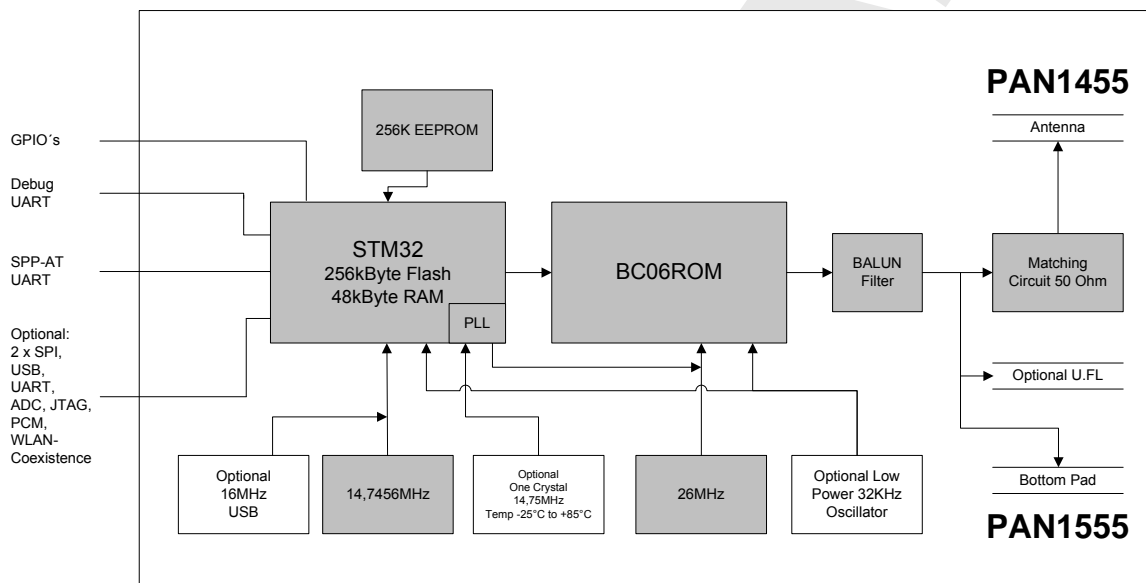 PAN1455
Antenna
256K EEPROM
GPIO´s
Debug
UART
SPP-AT
UART
Optional:
2 x SPI,
USB,
UART,
ADC, JTAG,
PCM,
WLAN-
Coexistence
STM32
256kByte Flash
48kByte RAM
PLL
BC06ROM
BALUN
Filter
Matching
Circuit 50 Ohm
Optional U.FL
Optional
16MHz
USB
14,7456MHz
Optional
One Crystal
14,75MHz
Temp -25°C to +85°C
26MHz
Optional Low
Power 32KHz
Oscillator
Bottom Pad
PAN1555